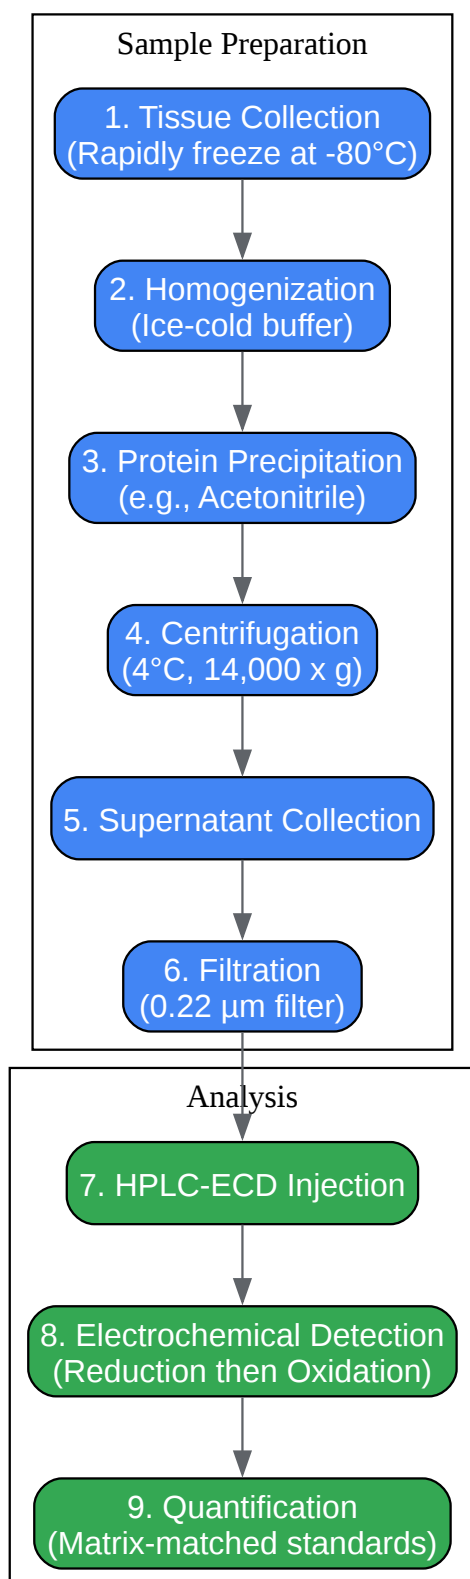 Sample Preparation
1. Tissue Collection
(Rapidly freeze at -80°C)
2. Homogenization
(Ice-cold buffer)
3. Protein Precipitation
(e.g., Acetonitrile)
4. Centrifugation
(4°C, 14,000 x g)
5. Supernatant Collection
6. Filtration
(0.22 µm filter)
Analysis
7. HPLC-ECD Injection
8. Electrochemical Detection
(Reduction then Oxidation)
9. Quantification
(Matrix-matched standards)